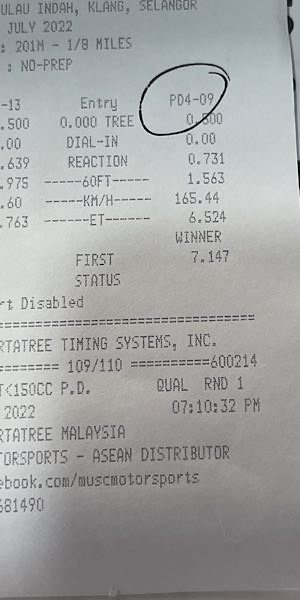 ULAU INDAH, KLANG, SELANGOR
JULY 2022
: 201M - 1/8 MILES
: NO-PREP
-13 Entry PD4-09
.500 0.000 TREE 0.500
.00 DIAL-IN 0.00
.639 REACTION 0.731
.975 -----60FT----- 1.563
.60 -----KM/H----- 165.44
.763 ------ET------ 6.524
WINNER
FIRST 7.147
STATUS
rt Disabled
================================
RTATREE TIMING SYSTEMS, INC.
======== 109/110 ==========600214
T<150CC P.D. QUAL RND 1
2022 07:10:32 PM
RTATREE MALAYSIA
TORSPORTS - ASEAN DISTRIBUTOR
ebook.com/muscmotorsports
681490